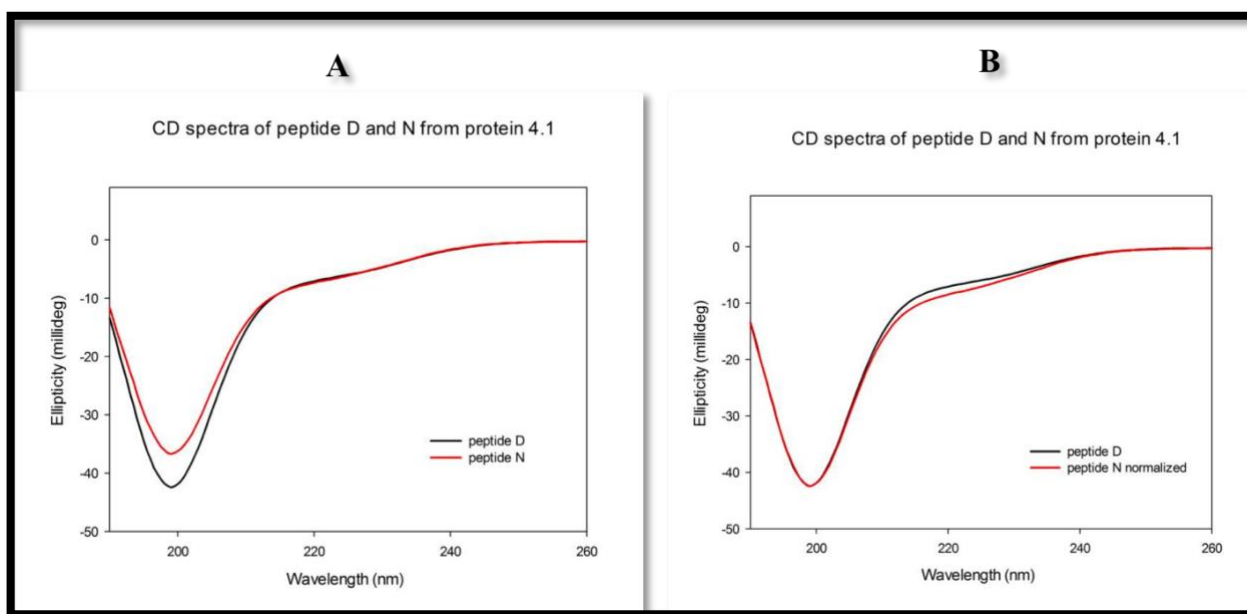 A
CD spectra of peptide D and N from protein 4.1
0
-10
-20
-30
-40
-50
Ellipticity (millideg)
peptide D
peptide N
200
220
240
260
Wavelength (nm)
B
CD spectra of peptide D and N from protein 4.1
0
-10
-20
-30
-40
-50
Ellipticity (millideg)
peptide D
peptide N normalized
200
220
240
260
Wavelength (nm)